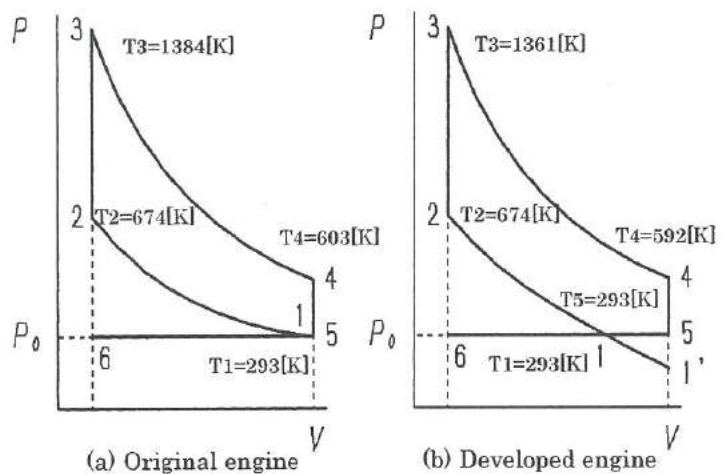 P
3
T3=1384[K]
2
T2=674[K]
T4=603[K]
4
1
P₀
5
6
T1=293[K]
V
(a) Original engine
P
3
T3=1361[K]
2
T2=674[K]
T4=592[K]
4
T5=293[K]
P₀
5
6
T1=293[K]
1
1'
V
(b) Developed engine